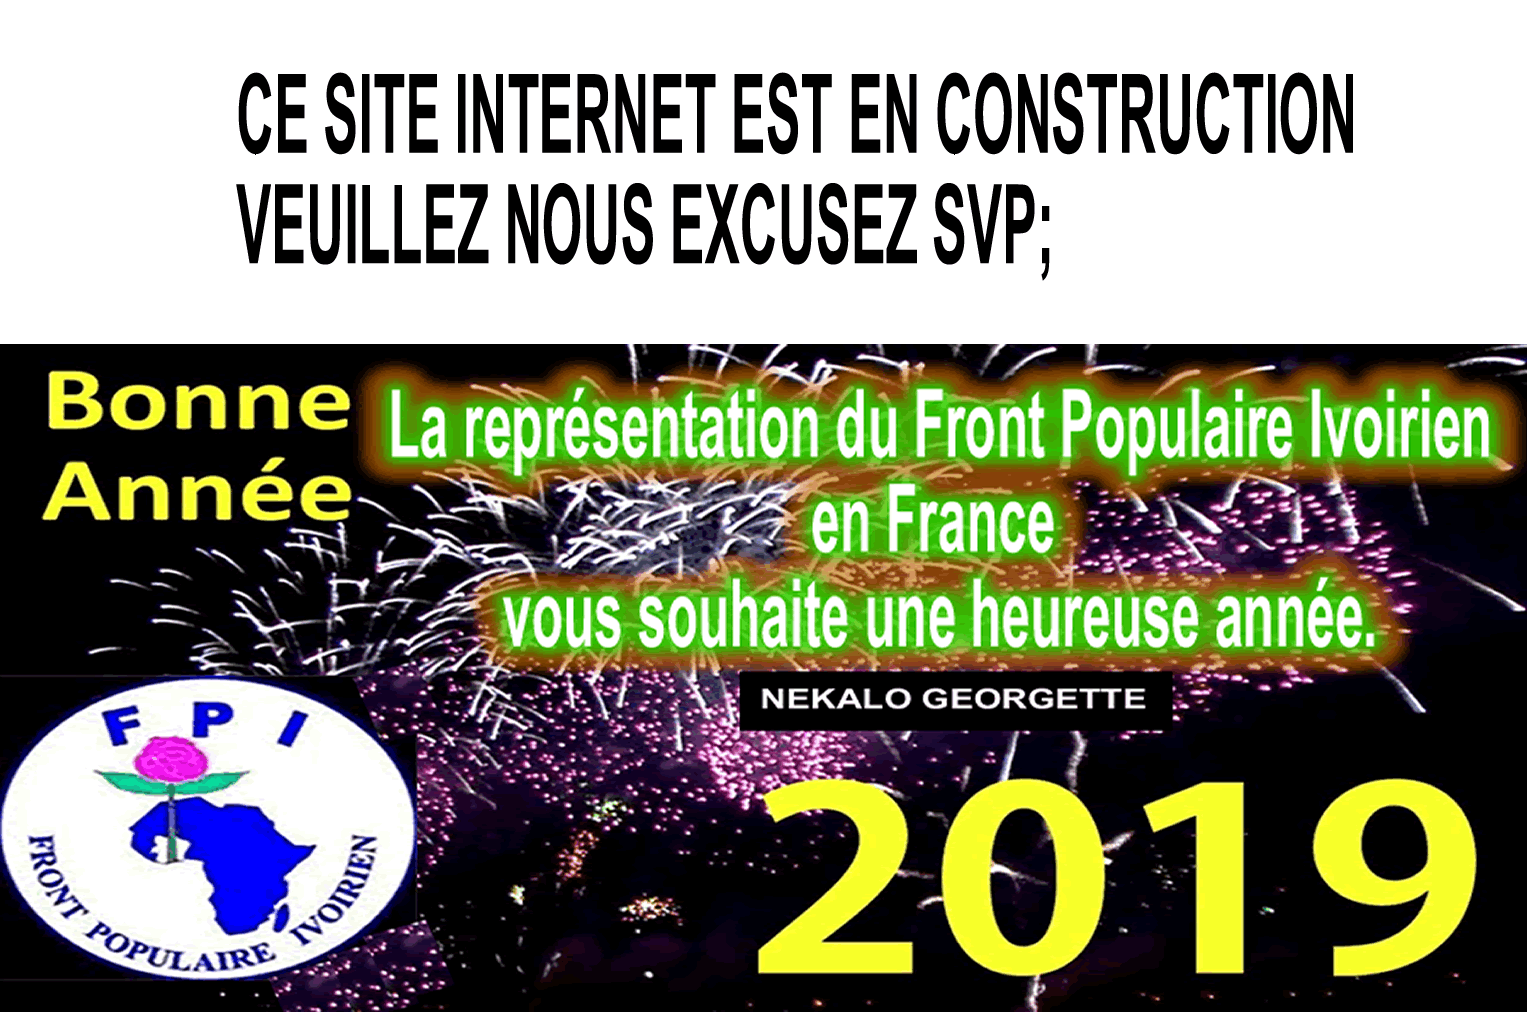 CE SITE INTERNET EST EN CONSTRUCTION
VEUILLEZ NOUS EXCUSEZ SVP;
Bonne
Année
La représentation du Front Populaire Ivoirien
en France
vous souhaite une heureuse année.
NEKALO GEORGETTE
2019
FPI
FRONT POPULAIRE IVOIRIEN